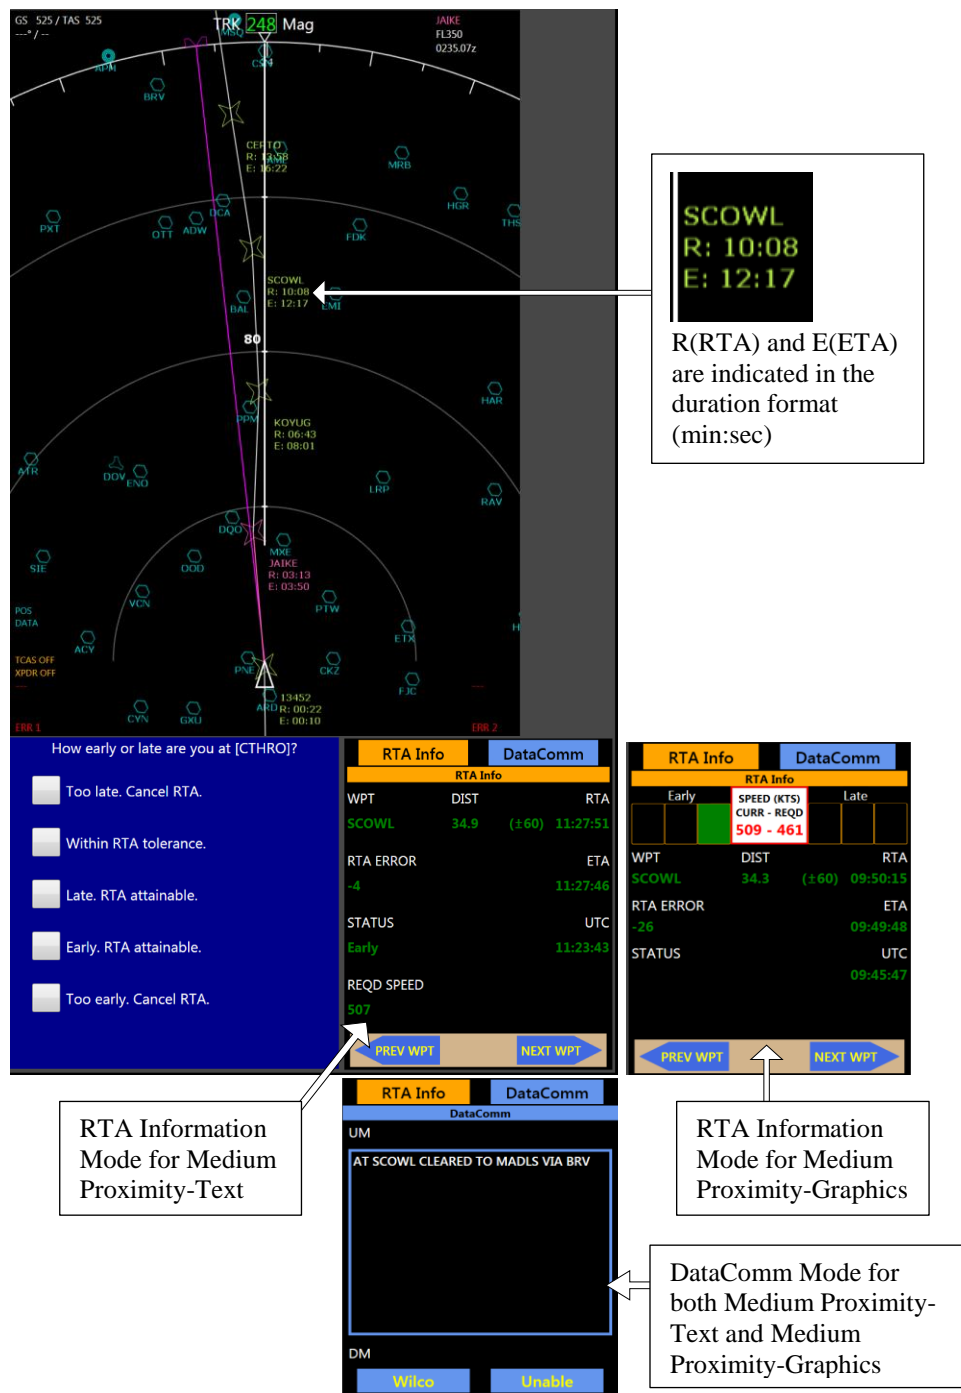 GS 525 / TAS 525
---° / --
TRK 248 Mag
JAIKE
FL350
0235.07z
MSQ
CSN
24
APH
BRV
CEPTO
R: 13:58
E: 16:22
AML
MRB
HGR
THS
DCA
PXT
OTT
ADW
FDK
SCOWL
R: 10:08
E: 12:17
BAL
EMI
80
HAR
PPM
KOYUG
R: 06:43
E: 08:01
ATR
DOV
ENO
LRP
RAV
DQO
MXE
SIE
OOD
JAIKE
R: 03:13
E: 03:50
VCN
PTW
POS
DATA
ACY
ETX
H
TCAS OFF
XPDR OFF
---
PNE
CKZ
FJC
---
ARD
13452
R: 00:22
E: 00:10
CYN
GXU
ERR 1
ERR 2
SCOWL
R: 10:08
E: 12:17
R(RTA) and E(ETA)
are indicated in the
duration format
(min:sec)
How early or late are you at [CTHRO]?
Too late. Cancel RTA.
Within RTA tolerance.
Late. RTA attainable.
Early. RTA attainable.
Too early. Cancel RTA.
RTA Info DataComm
RTA Info
WPT DIST RTA
SCOWL 34.9 (±60) 11:27:51
RTA ERROR ETA
-4 11:27:46
STATUS UTC
Early 11:23:43
REQD SPEED
507
PREV WPT NEXT WPT
RTA Info DataComm
RTA Info
Early SPEED (KTS) Late
CURR - REQD
509 - 461
WPT DIST RTA
SCOWL 34.3 (±60) 09:50:15
RTA ERROR ETA
-26 09:49:48
STATUS UTC
09:45:47
PREV WPT NEXT WPT
RTA Information
Mode for Medium
Proximity-Text
RTA Information
Mode for Medium
Proximity-Graphics
RTA Info DataComm
DataComm
UM
AT SCOWL CLEARED TO MADLS VIA BRV
DM
Wilco Unable
DataComm Mode for
both Medium Proximity-
Text and Medium
Proximity-Graphics